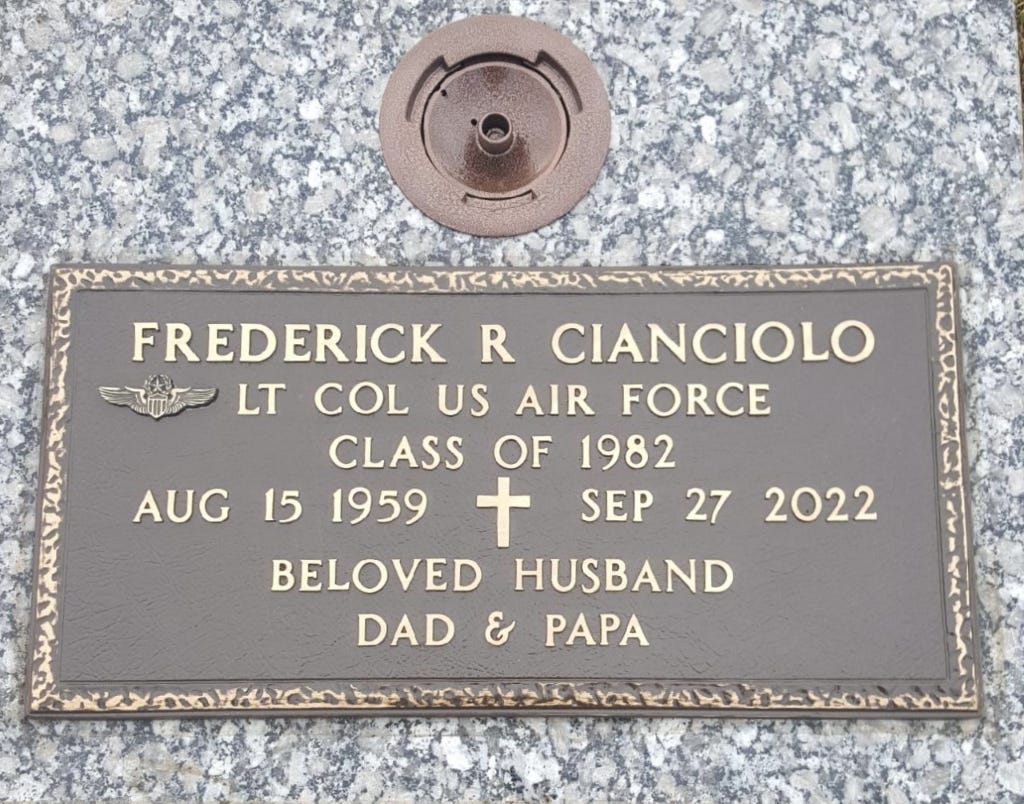 FREDERICK R CIANCIOLO
LT COL US AIR FORCE
CLASS OF 1982
AUG 15 1959 SEP 27 2022
BELOVED HUSBAND
DAD & PAPA